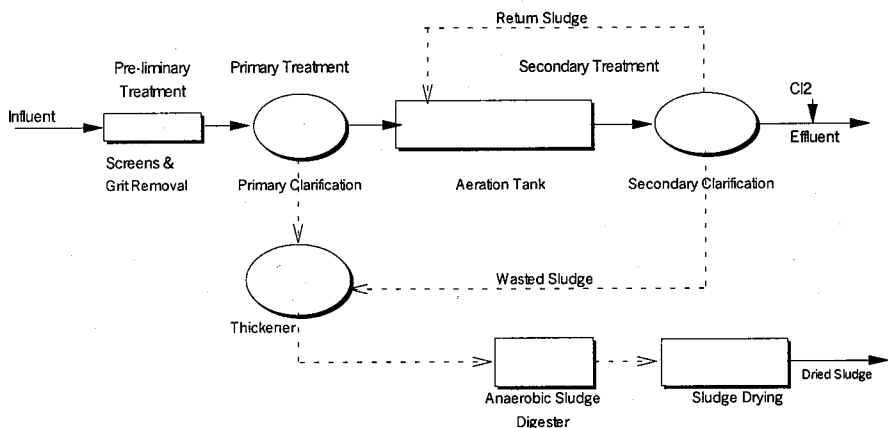 Return Sludge
Pre-liminary
Treatment
Primary Treatment
Secondary Treatment
Cl2
Influent
Effluent
Screens &
Grit Removal
Primary Clarification
Aeration Tank
Secondary Clarification
Wasted Sludge
Thickener
Dried Sludge
Anaerobic Sludge
Digester
Sludge Drying